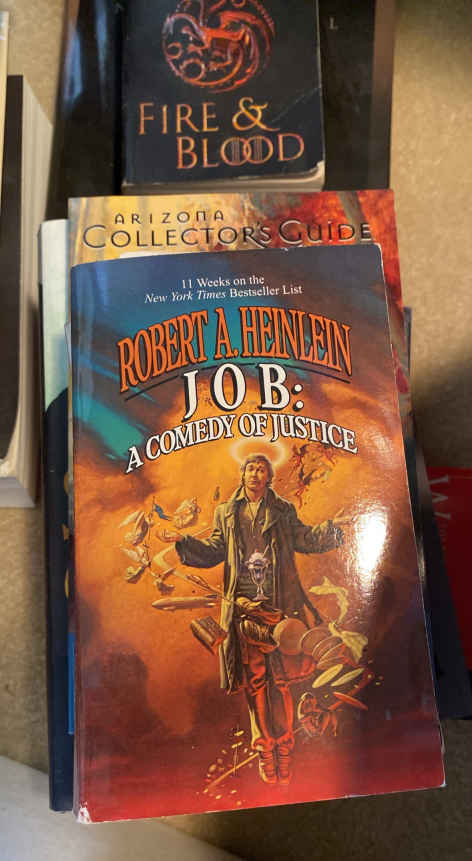 FIRE &
BLOOD
ARIZONA
COLLECTOR'S GUIDE
11 Weeks on the
New York Times Bestseller List
ROBERT A. HEINLEIN
JOB:
A COMEDY OF JUSTICE